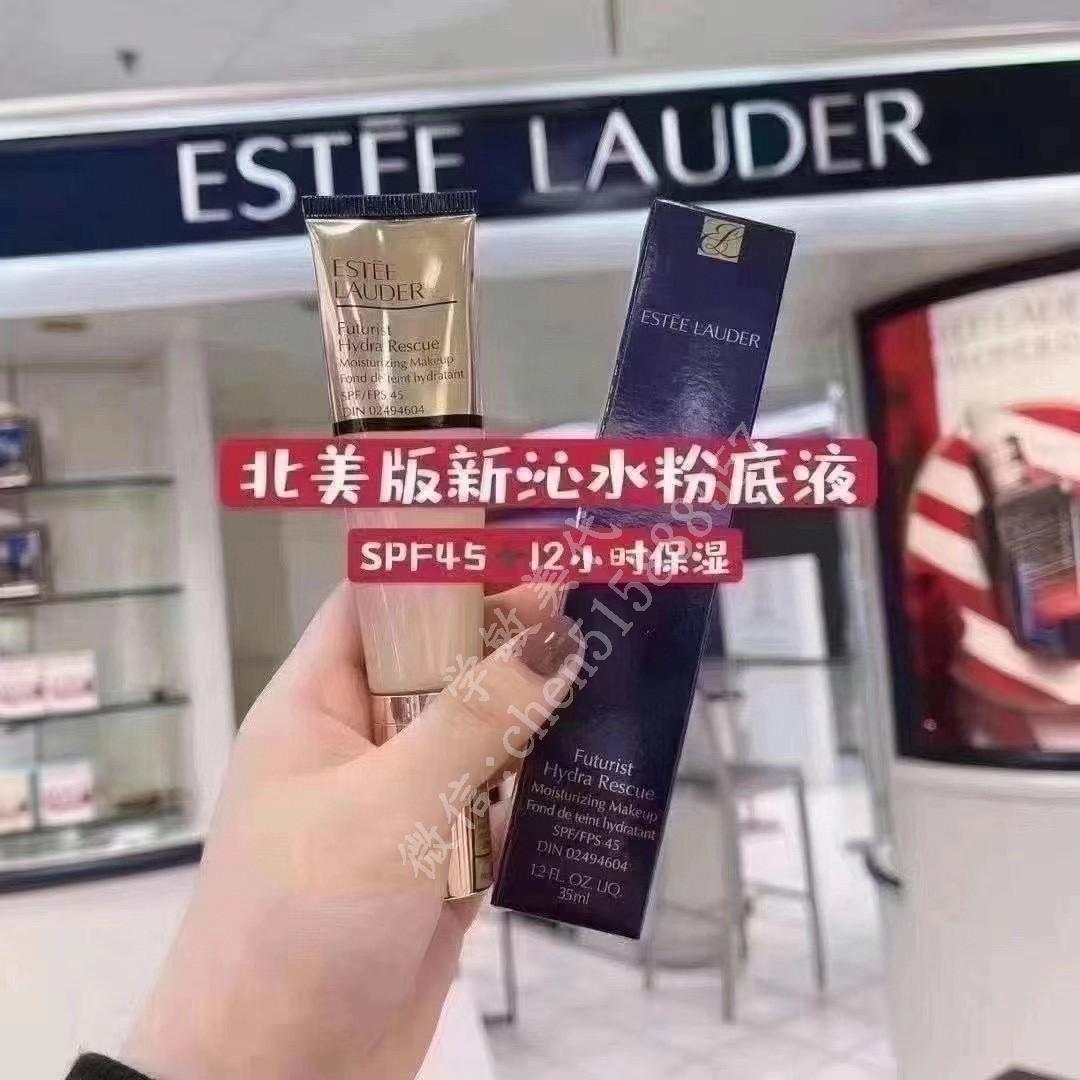 ESTĒE LAUDER
ESTĒE
LAUDER
Futurist
Hydra Rescue
Moisturizing Makeup
Fond de teint hydratant
SPF/FPS 45
DIN 02494604
ESTĒE LAUDER
北美版新沁水粉底液
SPF45+12小时保湿
Futurist
Hydra Rescue
Moisturizing Makeup
Fond de teint hydratant
SPF/FPS 45
DIN 02494604
1.2 FL. OZ. LIQ.
35ml